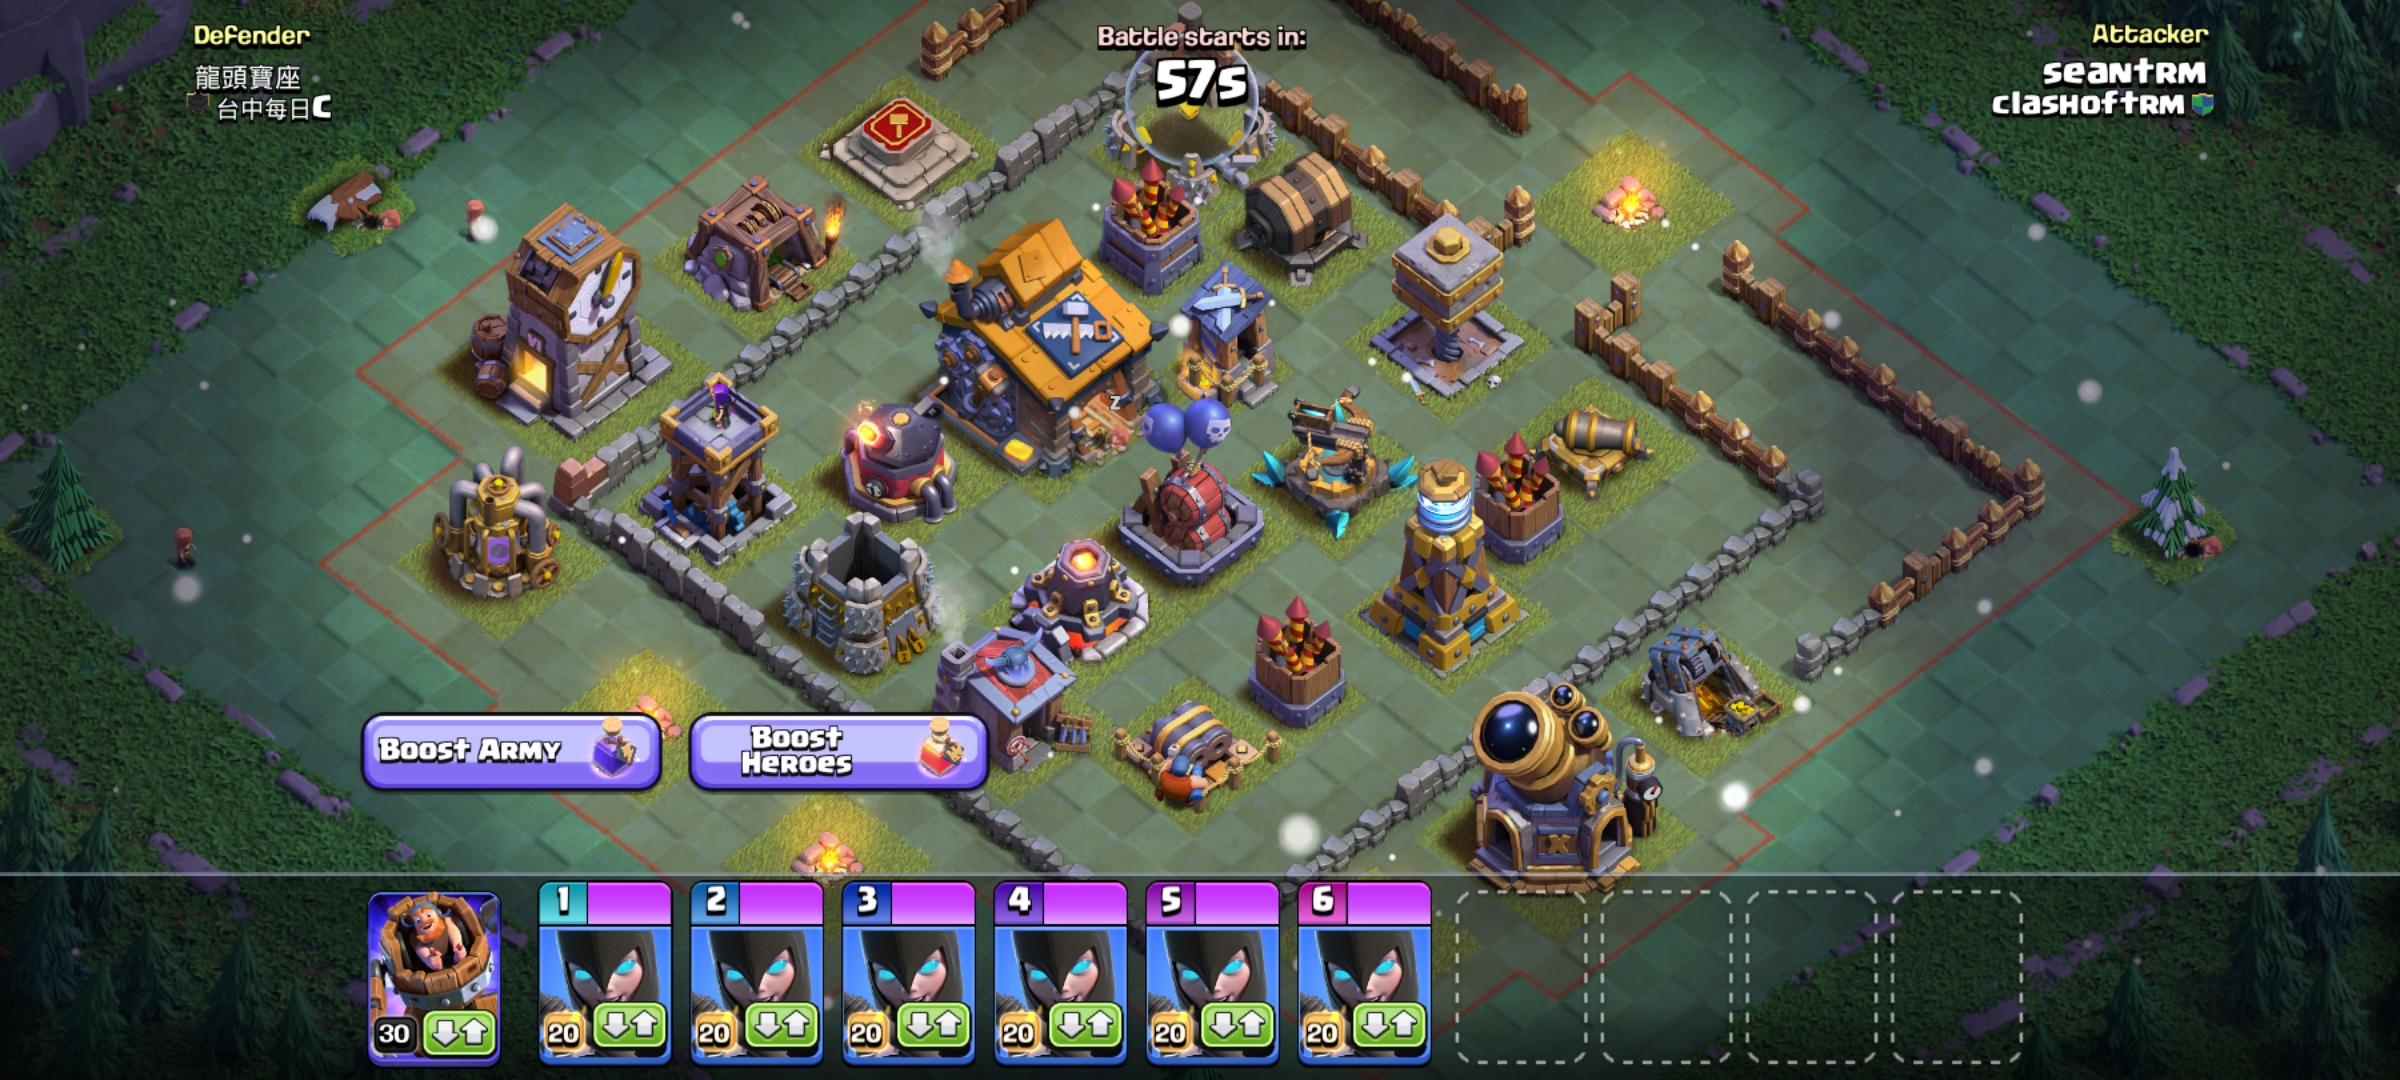 Defender
龍頭寶座
台中每日C
Battle starts in:
57s
Attacker
seantRM
clashoftRM
VI
z
X
Boost Army
Boost
Heroes
30
1
20
2
20
3
20
4
20
5
20
6
20